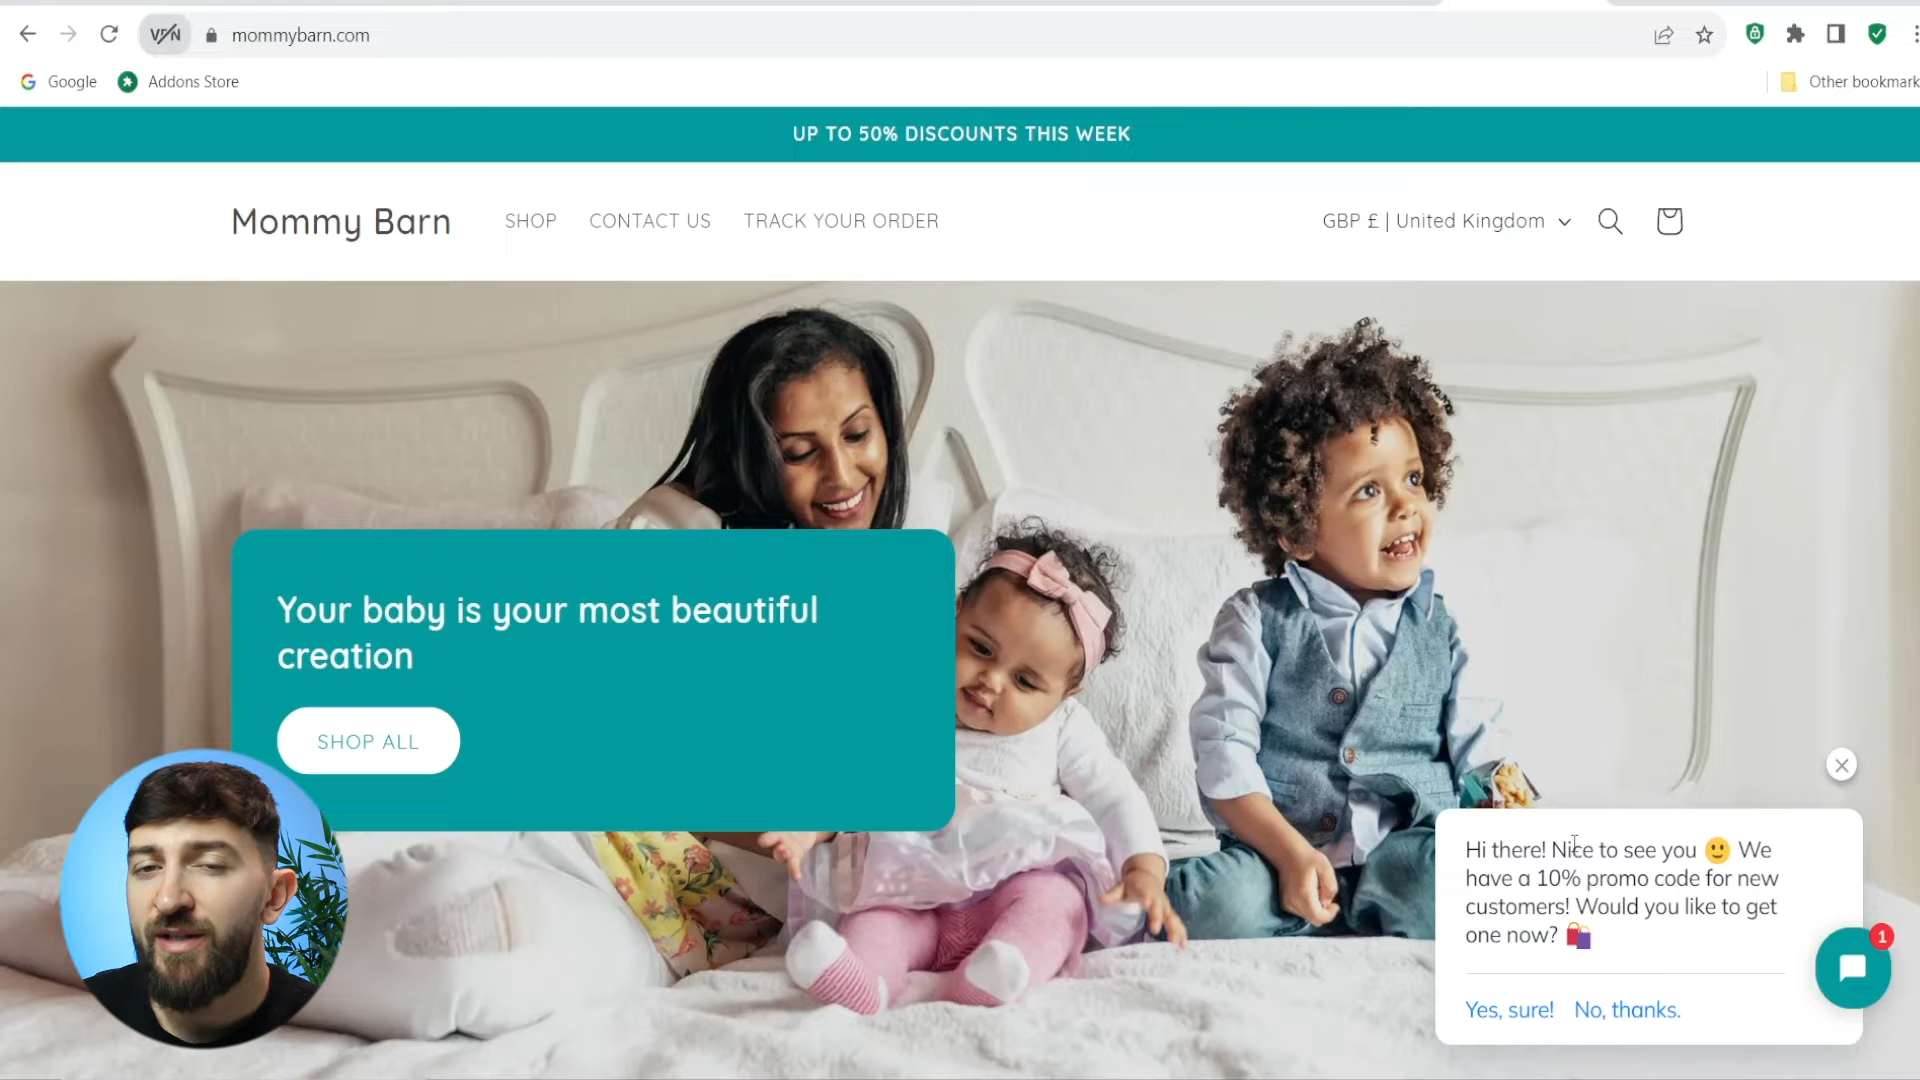 VPN
mommybarn.com
Google
Addons Store
Other bookmark
UP TO 50% DISCOUNTS THIS WEEK
Mommy Barn
SHOP
CONTACT US
TRACK YOUR ORDER
GBP £ | United Kingdom
Your baby is your most beautiful
creation
SHOP ALL
Hi there! Nice to see you 🙂 We
have a 10% promo code for new
customers! Would you like to get
one now? 🛍️
1
Yes, sure! No, thanks.